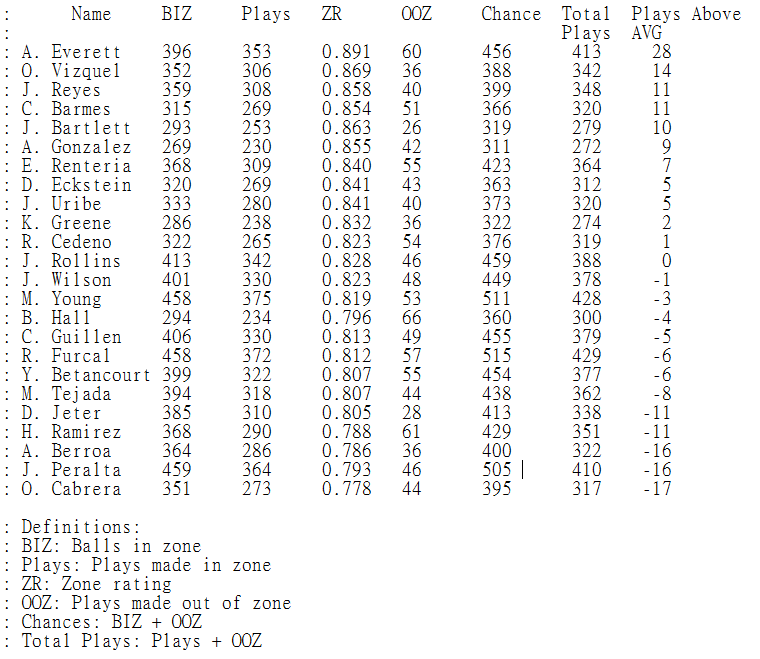 :      Name     BIZ     Plays   ZR      OOZ     Chance  Total  Plays Above
:                                                       Plays  AVG
: A. Everett    396     353     0.891   60      456      413     28
: O. Vizquel    352     306     0.869   36      388      342     14
: J. Reyes      359     308     0.858   40      399      348     11
: C. Barmes     315     269     0.854   51      366      320     11
: J. Bartlett   293     253     0.863   26      319      279     10
: A. Gonzalez   269     230     0.855   42      311      272      9
: E. Renteria   368     309     0.840   55      423      364      7
: D. Eckstein   320     269     0.841   43      363      312      5
: J. Uribe      333     280     0.841   40      373      320      5
: K. Greene     286     238     0.832   36      322      274      2
: R. Cedeno     322     265     0.823   54      376      319      1
: J. Rollins    413     342     0.828   46      459      388      0
: J. Wilson     401     330     0.823   48      449      378     -1
: M. Young      458     375     0.819   53      511      428     -3
: B. Hall       294     234     0.796   66      360      300     -4
: C. Guillen    406     330     0.813   49      455      379     -5
: R. Furcal     458     372     0.812   57      515      429     -6
: Y. Betancourt 399     322     0.807   55      454      377     -6
: M. Tejada     394     318     0.807   44      438      362     -8
: D. Jeter      385     310     0.805   28      413      338    -11
: H. Ramirez    368     290     0.788   61      429      351    -11
: A. Berroa     364     286     0.786   36      400      322    -16
: J. Peralta    459     364     0.793   46      505      410    -16
: O. Cabrera    351     273     0.778   44      395      317    -17
: Definitions:
: BIZ: Balls in zone
: Plays: Plays made in zone
: ZR: Zone rating
: OOZ: Plays made out of zone
: Chances: BIZ + OOZ
: Total Plays: Plays + OOZ